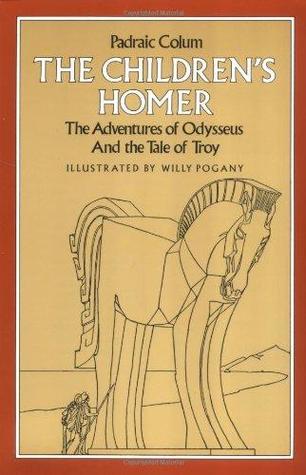 Padraic Colum
THE CHILDREN'S
HOMER
The Adventures of Odysseus
And the Tale of Troy
ILLUSTRATED BY WILLY POGANY